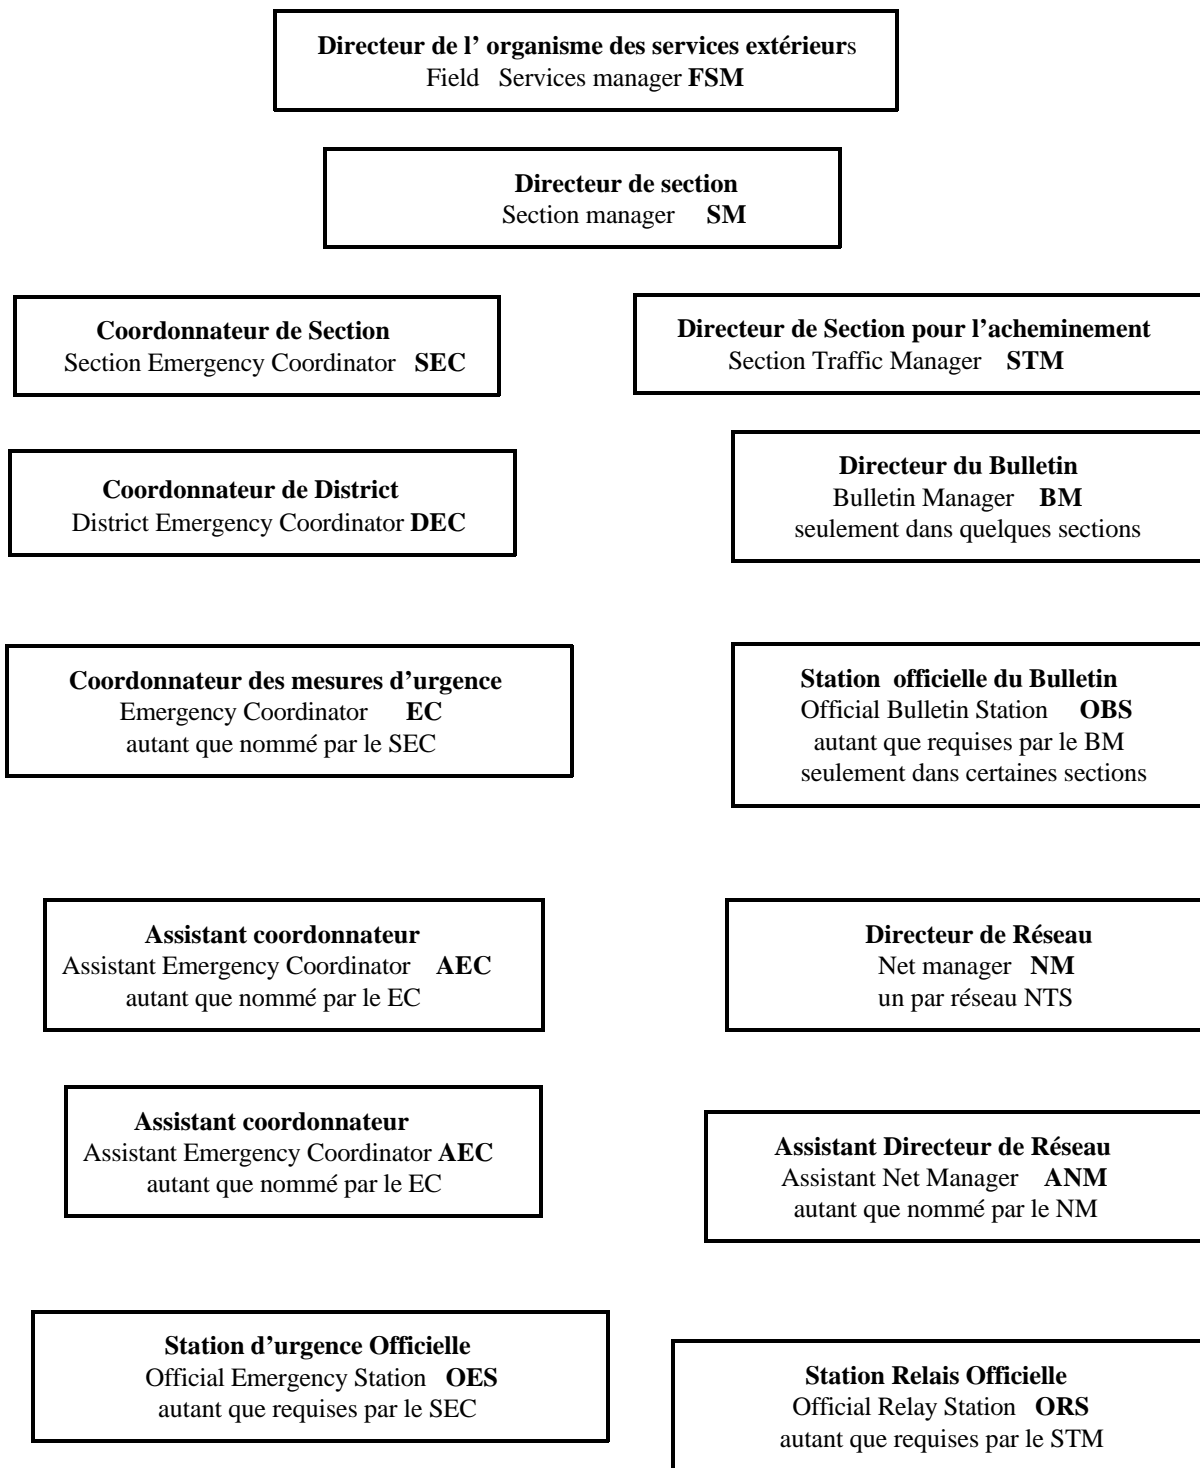 Directeur de l’ organisme des services extérieurs
Field Services manager FSM
Directeur de section
Section manager SM
Coordonnateur de Section
Section Emergency Coordinator SEC
Directeur de Section pour l’acheminement
Section Traffic Manager STM
Coordonnateur de District
District Emergency Coordinator DEC
Directeur du Bulletin
Bulletin Manager BM
seulement dans quelques sections
Coordonnateur des mesures d’urgence
Emergency Coordinator EC
autant que nommé par le SEC
Station officielle du Bulletin
Official Bulletin Station OBS
autant que requises par le BM
seulement dans certaines sections
Assistant coordonnateur
Assistant Emergency Coordinator AEC
autant que nommé par le EC
Directeur de Réseau
Net manager NM
un par réseau NTS
Assistant coordonnateur
Assistant Emergency Coordinator AEC
autant que nommé par le EC
Assistant Directeur de Réseau
Assistant Net Manager ANM
autant que nommé par le NM
Station d’urgence Officielle
Official Emergency Station OES
autant que requises par le SEC
Station Relais Officielle
Official Relay Station ORS
autant que requises par le STM